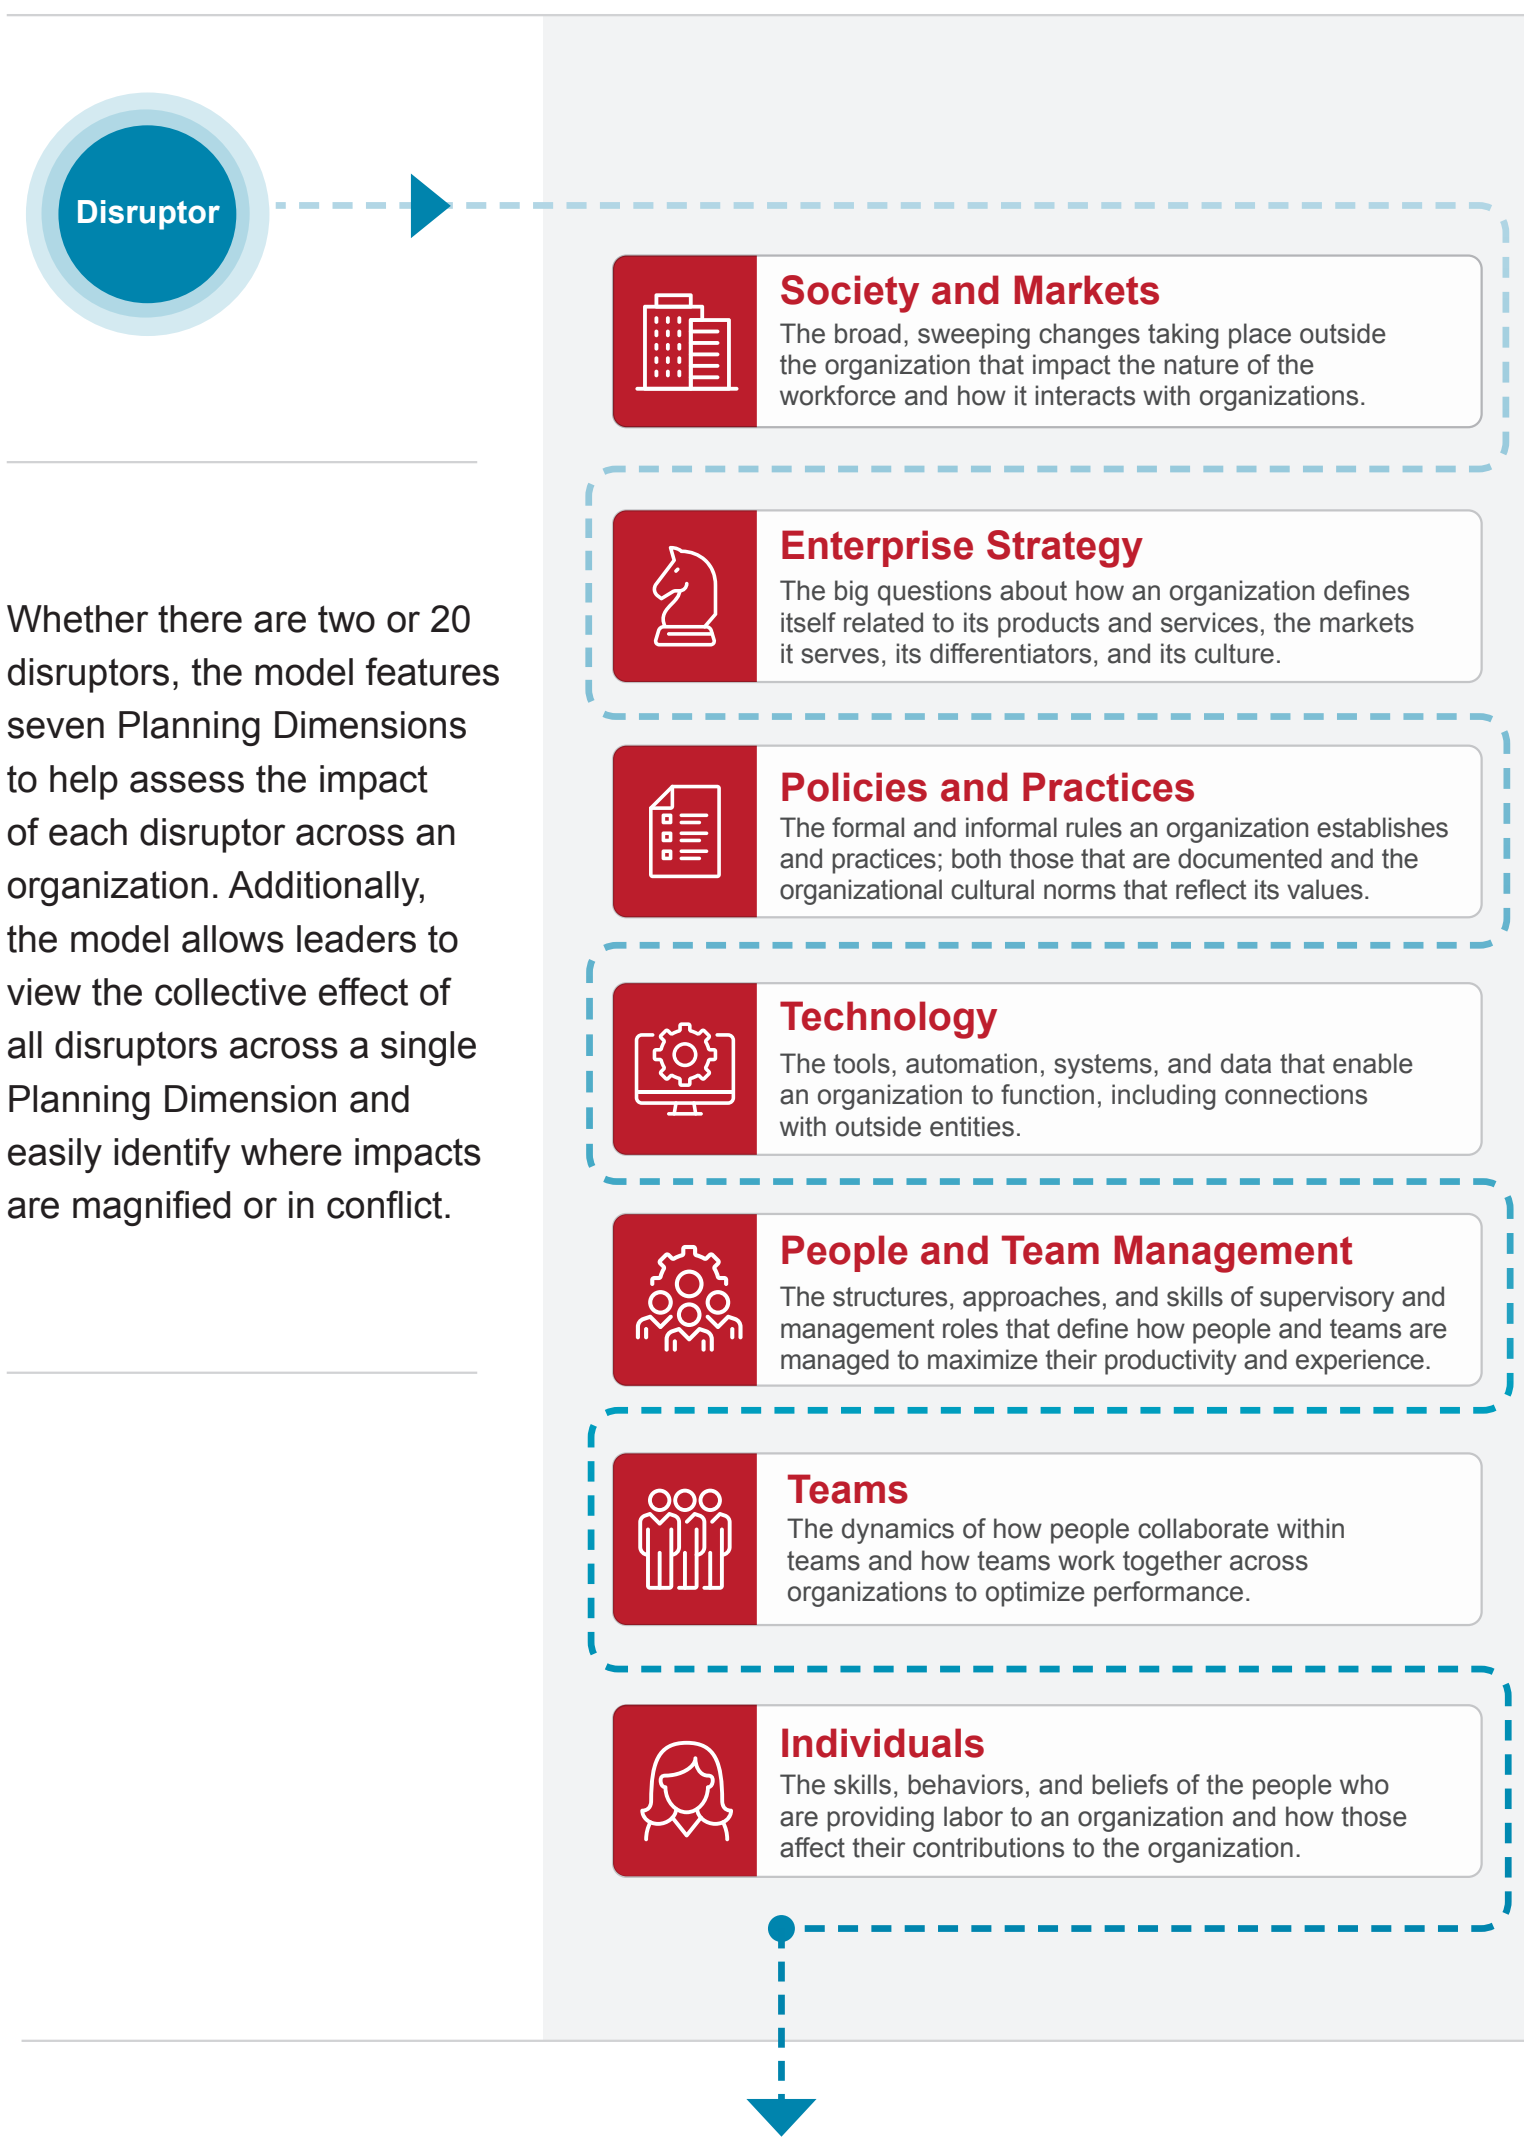 Disruptor
Whether there are two or 20
disruptors, the model features
seven Planning Dimensions
to help assess the impact
of each disruptor across an
organization. Additionally,
the model allows leaders to
view the collective effect of
all disruptors across a single
Planning Dimension and
easily identify where impacts
are magnified or in conflict.
Society and Markets
The broad, sweeping changes taking place outside
the organization that impact the nature of the
workforce and how it interacts with organizations.
Enterprise Strategy
The big questions about how an organization defines
itself related to its products and services, the markets
it serves, its differentiators, and its culture.
Policies and Practices
The formal and informal rules an organization establishes
and practices; both those that are documented and the
organizational cultural norms that reflect its values.
Technology
The tools, automation, systems, and data that enable
an organization to function, including connections
with outside entities.
People and Team Management
The structures, approaches, and skills of supervisory and
management roles that define how people and teams are
managed to maximize their productivity and experience.
Teams
The dynamics of how people collaborate within
teams and how teams work together across
organizations to optimize performance.
Individuals
The skills, behaviors, and beliefs of the people who
are providing labor to an organization and how those
affect their contributions to the organization.